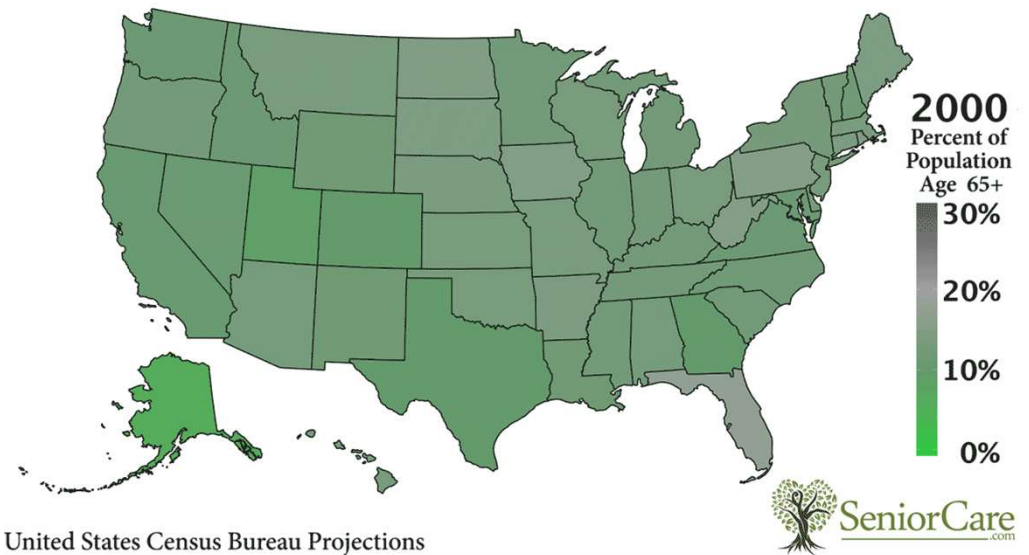 2000
Percent of
Population
Age 65+
30%
20%
10%
0%
SeniorCare
.com
United States Census Bureau Projections